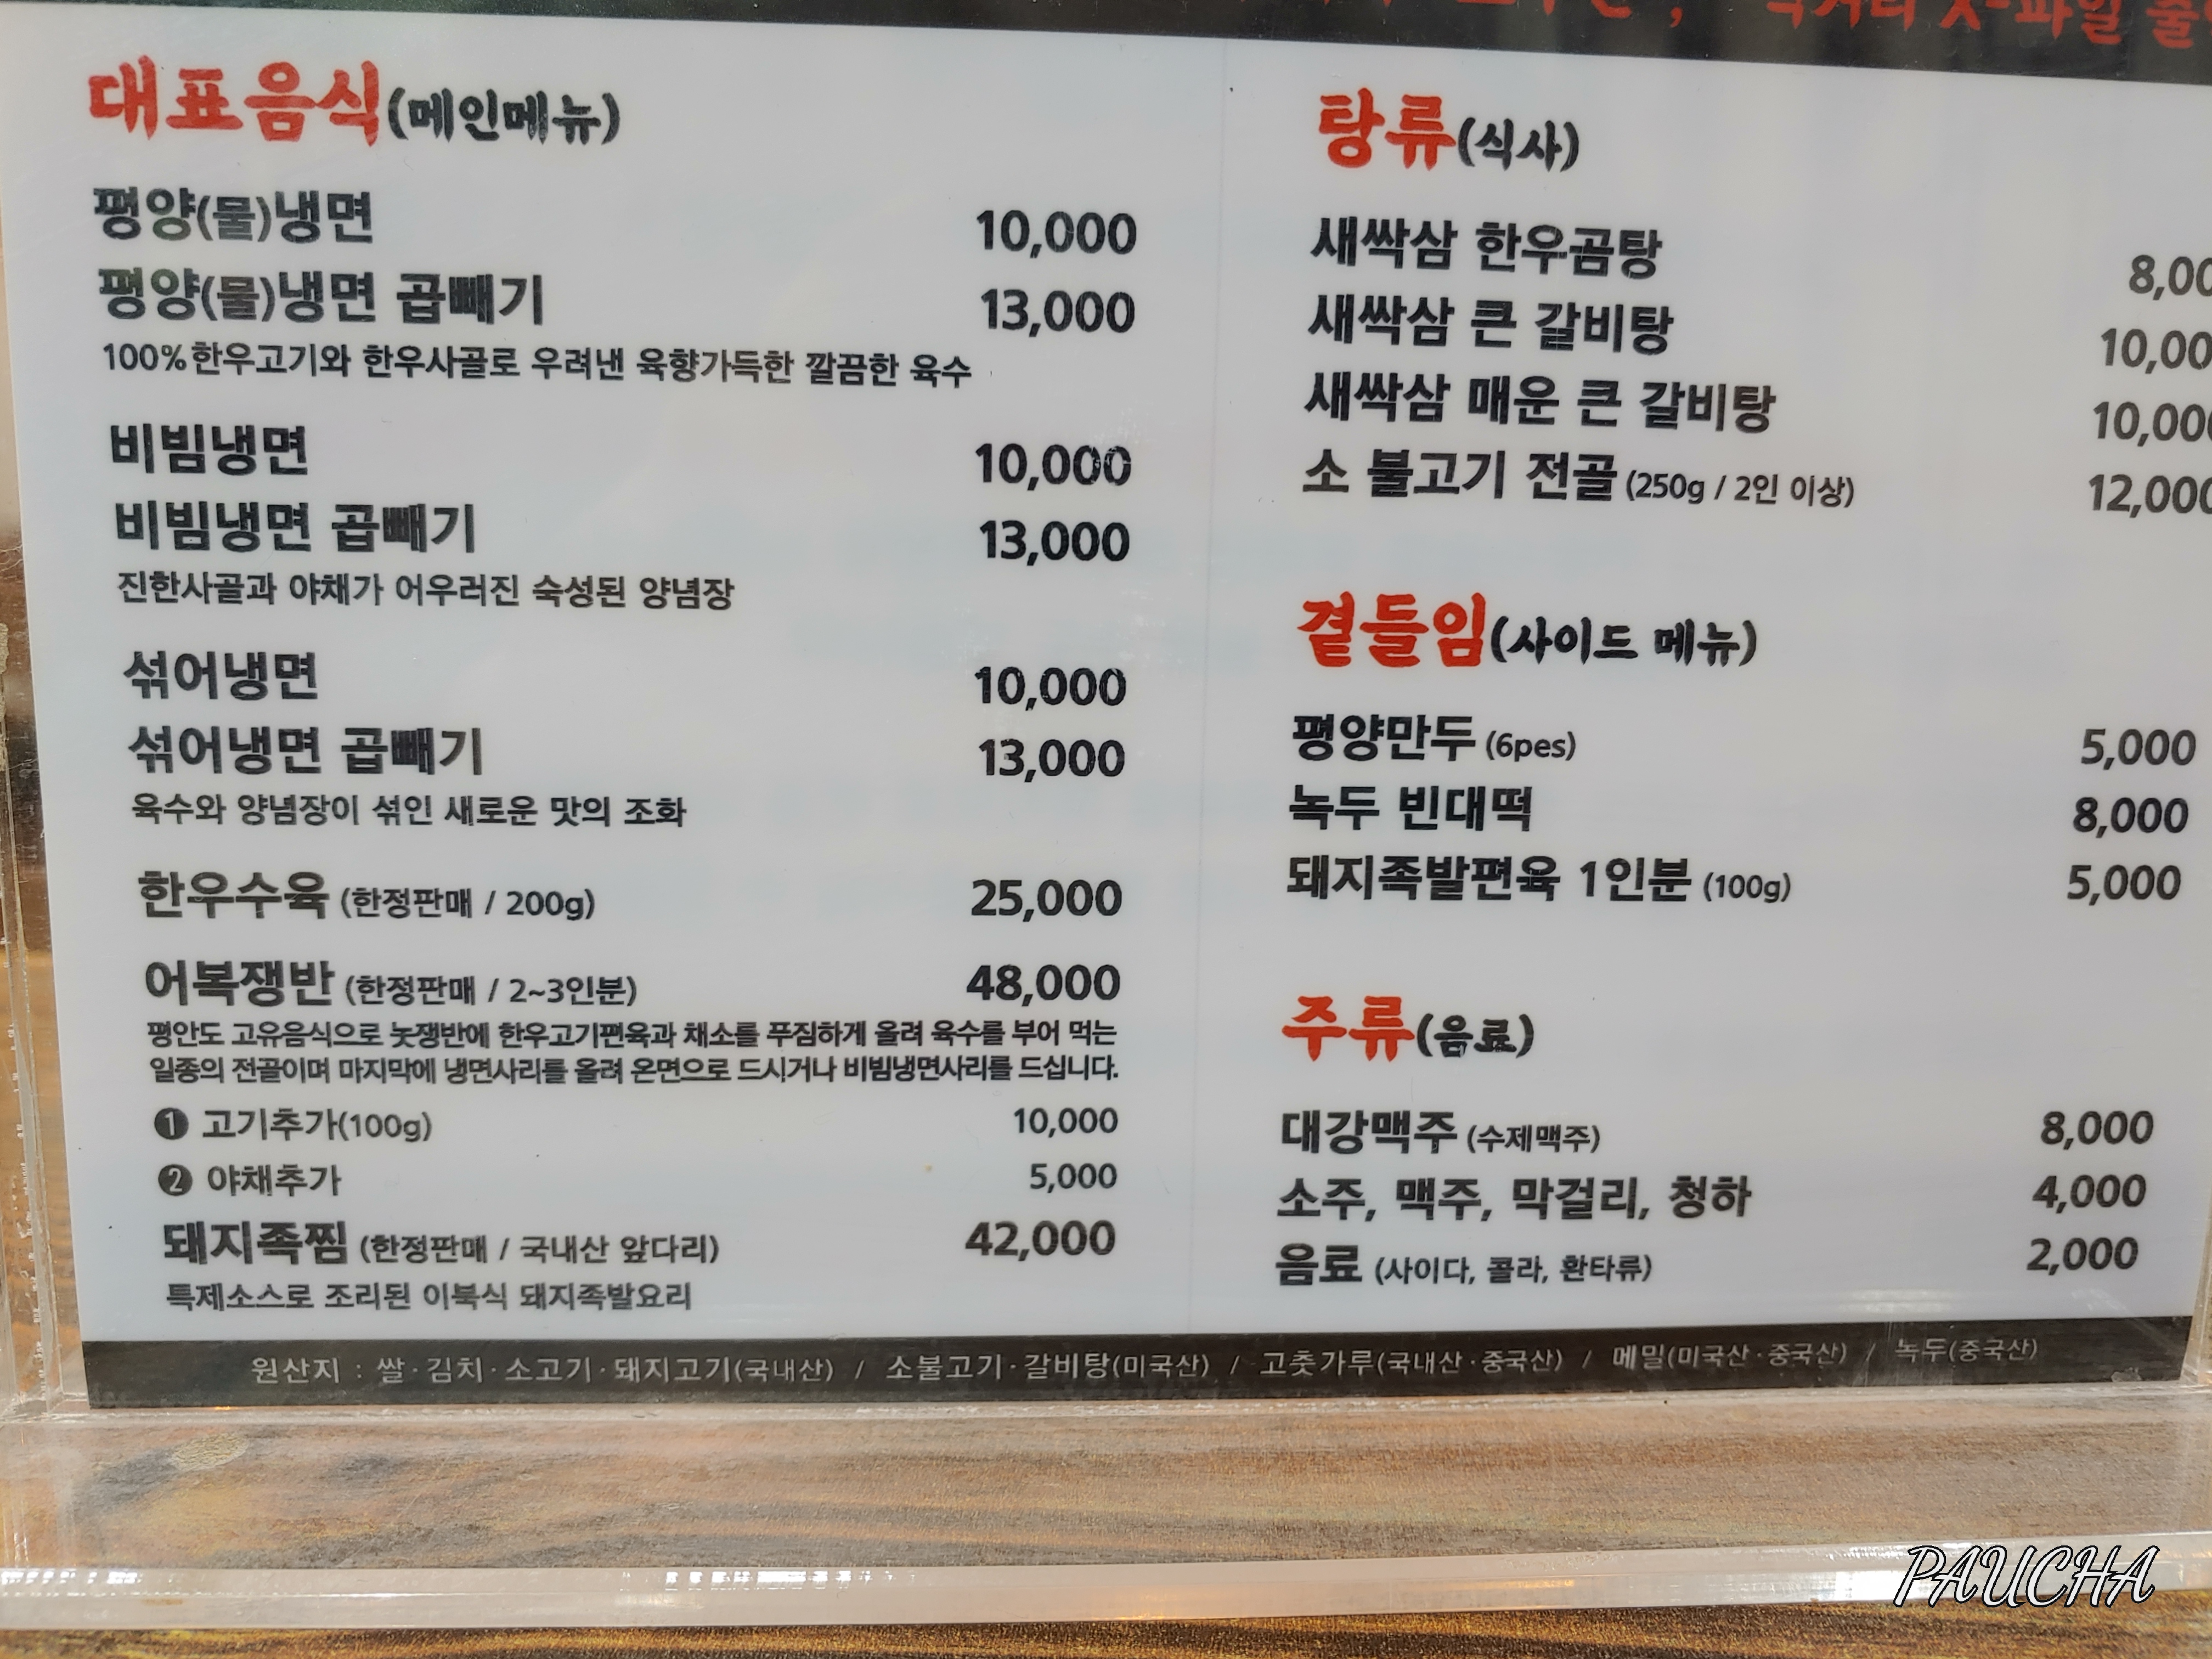 대표음식(메인메뉴)
평양(물)냉면 10,000
평양(물)냉면 곱빼기 13,000
100%한우고기와 한우사골로 우려낸 육향가득한 깔끔한 육수
비빔냉면 10,000
비빔냉면 곱빼기 13,000
진한사골과 야채가 어우러진 숙성된 양념장
섞어냉면 10,000
섞어냉면 곱빼기 13,000
육수와 양념장이 섞인 새로운 맛의 조화
한우수육 (한정판매 / 200g) 25,000
어복쟁반 (한정판매 / 2~3인분) 48,000
평안도 고유음식으로 놋쟁반에 한우고기편육과 채소를 푸짐하게 올려 육수를 부어 먹는
일종의 전골이며 마지막에 냉면사리를 올려 온면으로 드시거나 비빔냉면사리를 드십니다.
❶ 고기추가(100g) 10,000
❷ 야채추가 5,000
돼지족찜 (한정판매 / 국내산 앞다리) 42,000
특제소스로 조리된 이북식 돼지족발요리
탕류(식사)
새싹삼 한우곰탕 8,00
새싹삼 큰 갈비탕 10,00
새싹삼 매운 큰 갈비탕 10,000
소 불고기 전골 (250g / 2인 이상) 12,000
곁들임(사이드 메뉴)
평양만두 (6pes) 5,000
녹두 빈대떡 8,000
돼지족발편육 1인분 (100g) 5,000
주류(음료)
대강맥주 (수제맥주) 8,000
소주, 맥주, 막걸리, 청하 4,000
음료 (사이다, 콜라, 환타류) 2,000
원산지 : 쌀·김치·소고기·돼지고기(국내산) / 소불고기·갈비탕(미국산) / 고춧가루(국내산·중국산) / 메밀(미국산·중국산) / 녹두(중국산)
PAUCHA